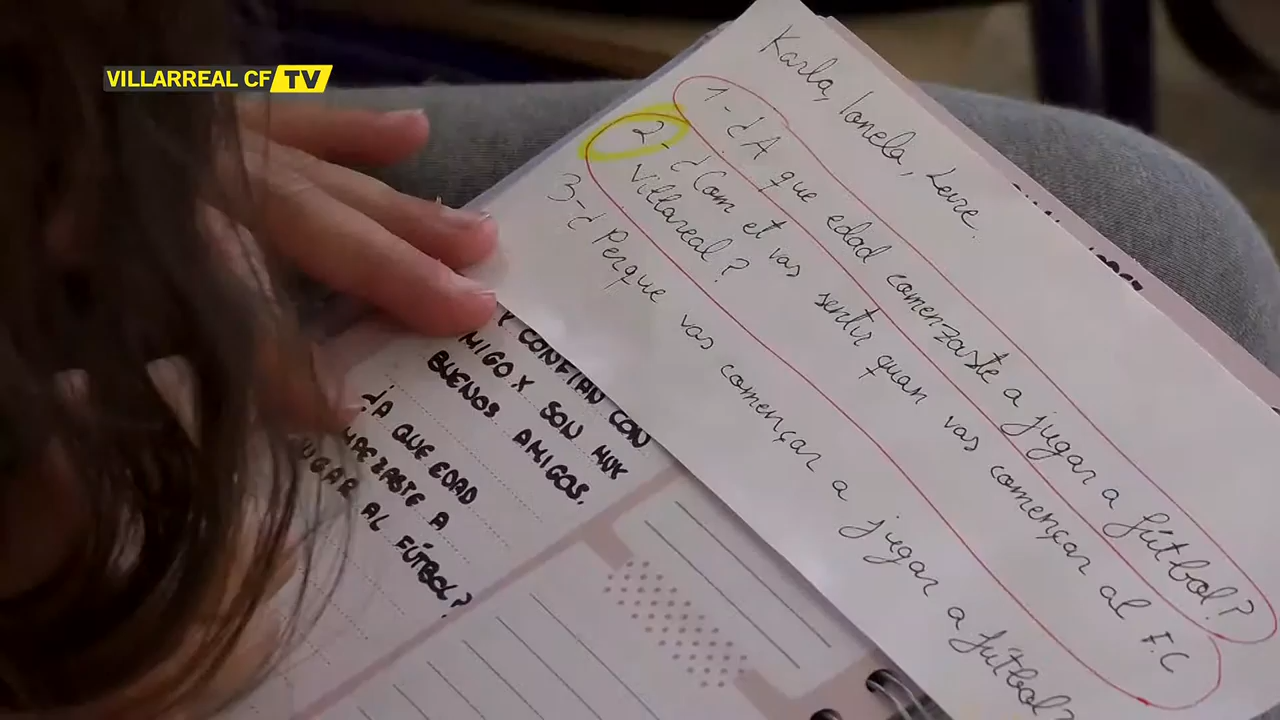 VILLARREAL CF TV
Karla, Ionela, Leire.
1-¿A que edad comenzaste a jugar a fútbol?
2-¿Com et vas sentir quan vas començar al F.C
Villareal?
3-¿Perque vas començar a jugar a fútbol?
Y CONFIAN CON
MIGO Y SON MUY
BUENOS AMIGOS.
¿A QUE EDAD
MPEZASTE A
UGAR AL FÚTBOL?